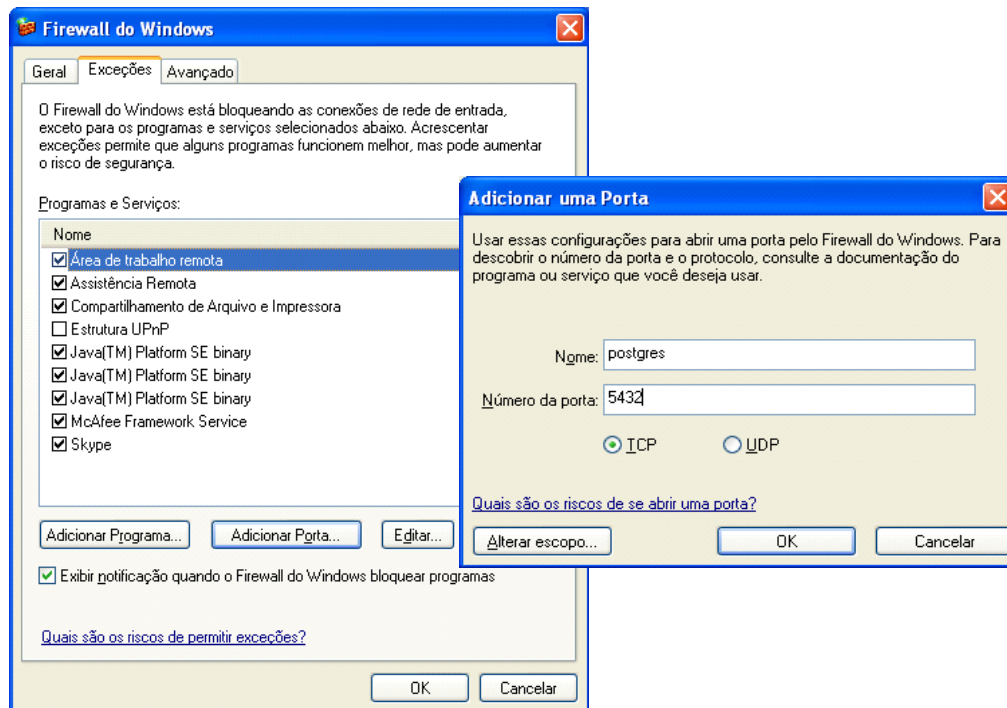 Firewall do Windows
Geral
Exceções
Avançado
O Firewall do Windows está bloqueando as conexões de rede de entrada,
exceto para os programas e serviços selecionados abaixo. Acrescentar
exceções permite que alguns programas funcionem melhor, mas pode aumentar
o risco de segurança.
Programas e Serviços:
Nome
Área de trabalho remota
Assistência Remota
Compartilhamento de Arquivo e Impressora
Estrutura UPnP
Java(TM) Platform SE binary
Java(TM) Platform SE binary
Java(TM) Platform SE binary
McAfee Framework Service
Skype
Adicionar Programa...
Adicionar Porta...
Editar...
Exibir notificação quando o Firewall do Windows bloquear programas
Quais são os riscos de permitir exceções?
OK
Cancelar
Adicionar uma Porta
Usar essas configurações para abrir uma porta pelo Firewall do Windows. Para
descobrir o número da porta e o protocolo, consulte a documentação do
programa ou serviço que você deseja usar.
Nome: postgres
Número da porta: 5432
TCP
UDP
Quais são os riscos de se abrir uma porta?
Alterar escopo...
OK
Cancelar